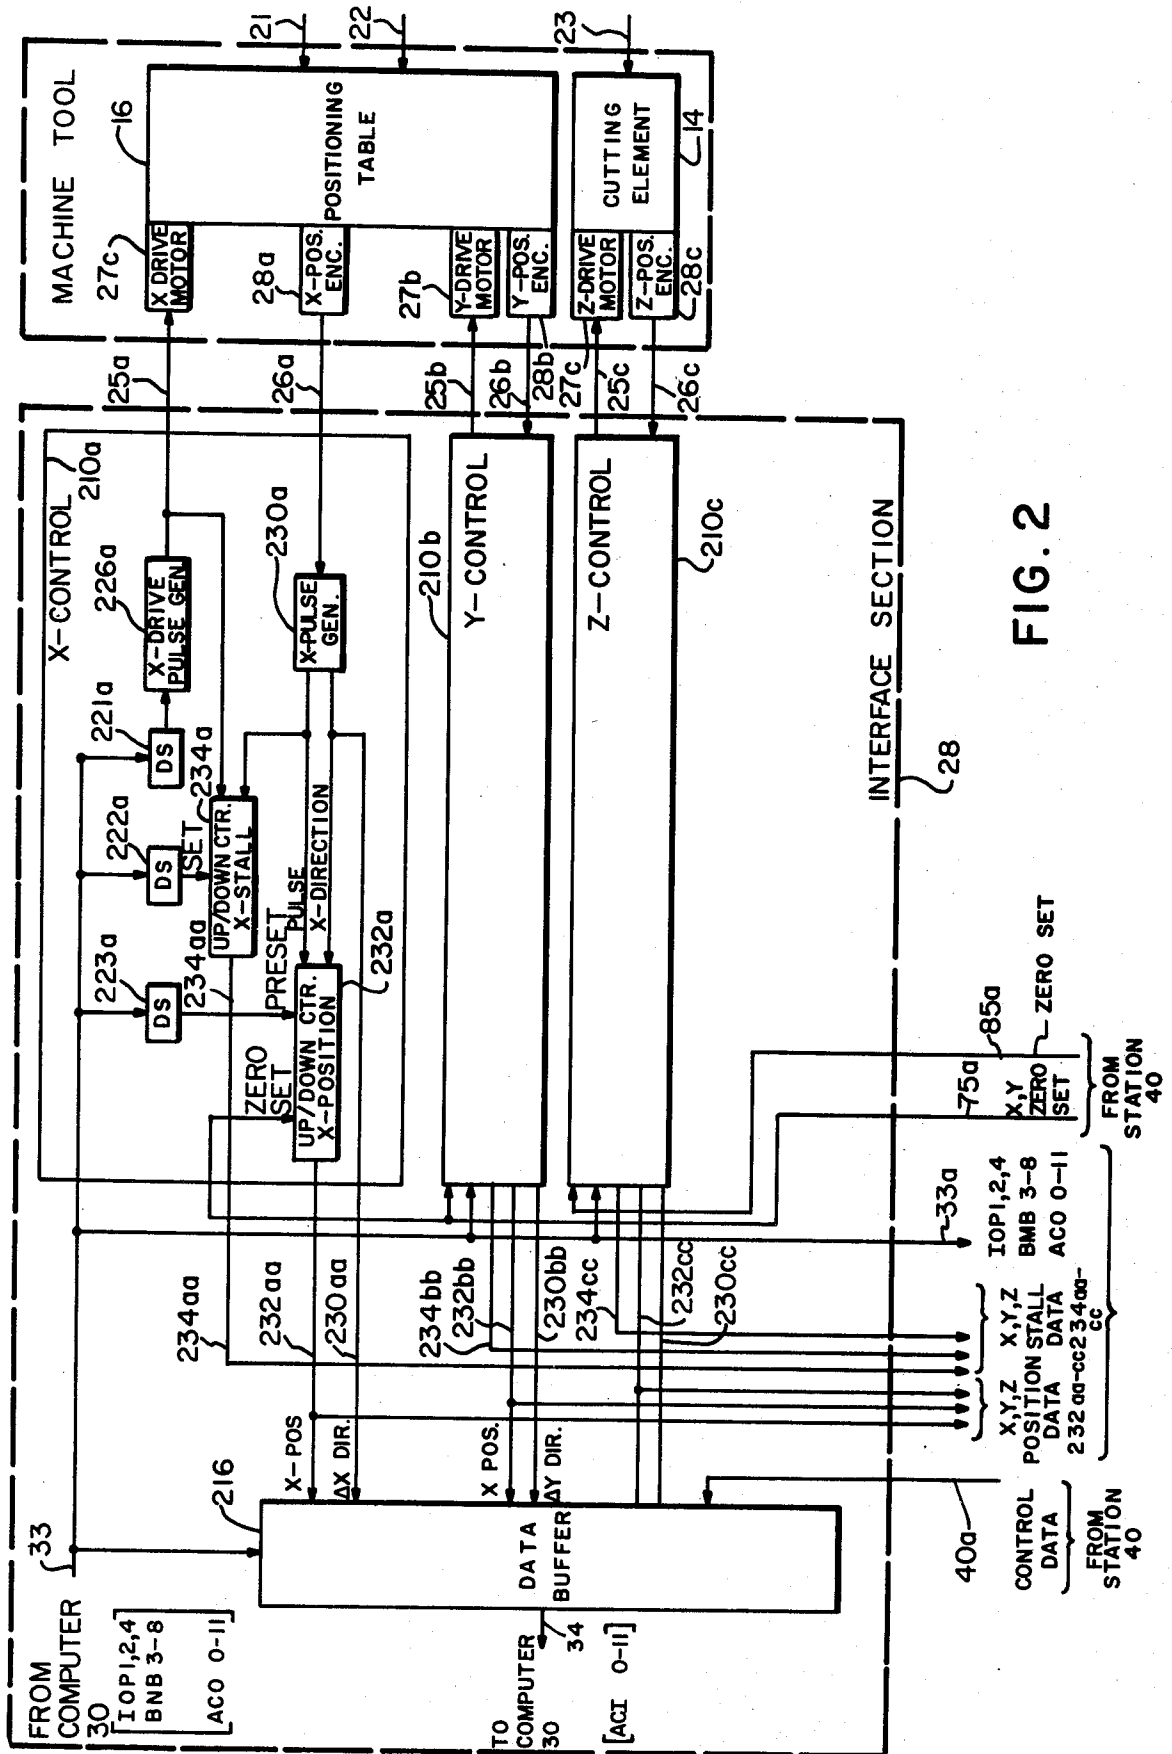 MACHINE TOOL
27c
X DRIVE
MOTOR
16
28a
X-POS.
ENC.
POSITIONING
TABLE
21
22
27b
Y-DRIVE
MOTOR
Y-POS.
ENC.
28b
23
Z-DRIVE
MOTOR
27c
Z-POS.
ENC.
28c
CUTTING
ELEMENT
14
25a
26a
25b
26b
25c
26c
X-CONTROL
210a
226a
X-DRIVE
PULSE GEN
221a
DS
222a
DS
223a
DS
SET
234a
UP/DOWN CTR.
X-STALL
234aa
230a
X-PULSE
GEN.
PULSE
X-DIRECTION
PRESET
ZERO
SET
UP/DOWN CTR.
X-POSITION
232a
210b
Y-CONTROL
Z-CONTROL
210c
INTERFACE SECTION
28
FROM
COMPUTER
30
[IOP1,2,4
BNB 3-8
ACO 0-11]
33
216
DATA
BUFFER
TO
COMPUTER
30
34
[ACI 0-11]
X-POS
ΔX DIR.
X POS.
ΔY DIR.
234aa
232aa
230aa
234bb
232bb
230bb
234cc
232cc
230cc
40a
CONTROL
DATA
FROM
STATION
40
X,Y,Z
POSITION
DATA
232aa-cc
X,Y,Z
STALL
DATA
234aa-
cc
33a
IOP1,2,4
BMB 3-8
ACO 0-11
75a
X,Y
ZERO
SET
85a
ZERO SET
FROM
STATION
40
FIG. 2